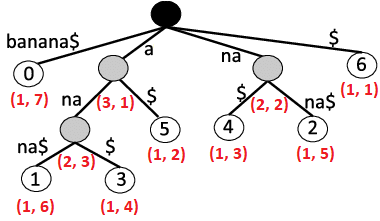 banana$ a na $
0 6
(1, 7) na (3, 1) $ $ (2, 2) na$ (1, 1)
5 4 2
na$ (2, 3) $ (1, 2) (1, 3) (1, 5)
1 3
(1, 6) (1, 4)